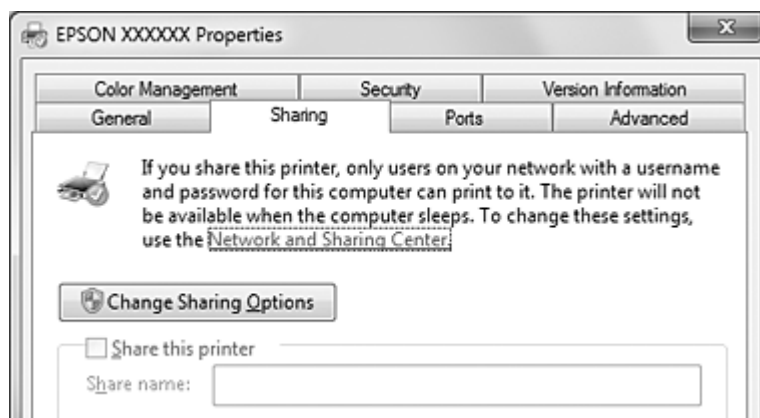 EPSON XXXXXX Properties
Color Management Security Version Information
General Sharing Ports Advanced
If you share this printer, only users on your network with a username
and password for this computer can print to it. The printer will not
be available when the computer sleeps. To change these settings,
use the Network and Sharing Center.
Change Sharing Options
Share this printer
Share name: